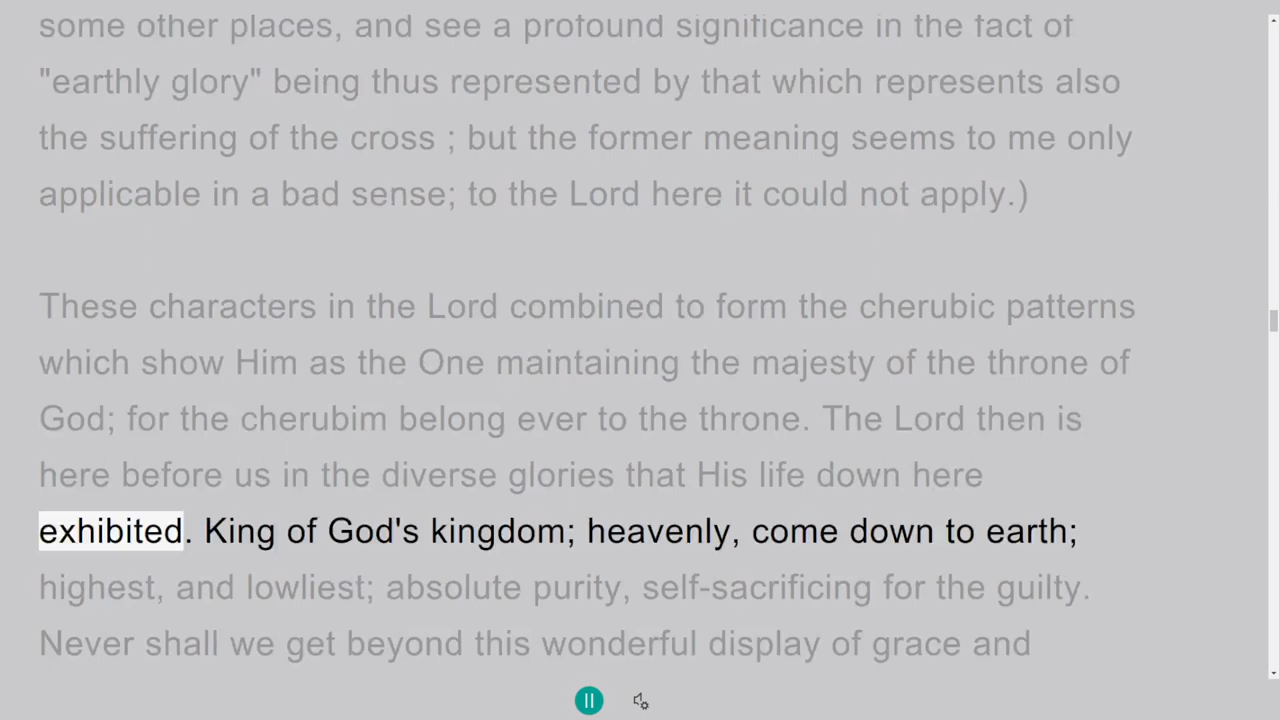 some other places, and see a profound significance in the fact of
"earthly glory" being thus represented by that which represents also
the suffering of the cross ; but the former meaning seems to me only
applicable in a bad sense; to the Lord here it could not apply.)
These characters in the Lord combined to form the cherubic patterns
which show Him as the One maintaining the majesty of the throne of
God; for the cherubim belong ever to the throne. The Lord then is
here before us in the diverse glories that His life down here
exhibited. King of God's kingdom; heavenly, come down to earth;
highest, and lowliest; absolute purity, self-sacrificing for the guilty.
Never shall we get beyond this wonderful display of grace and